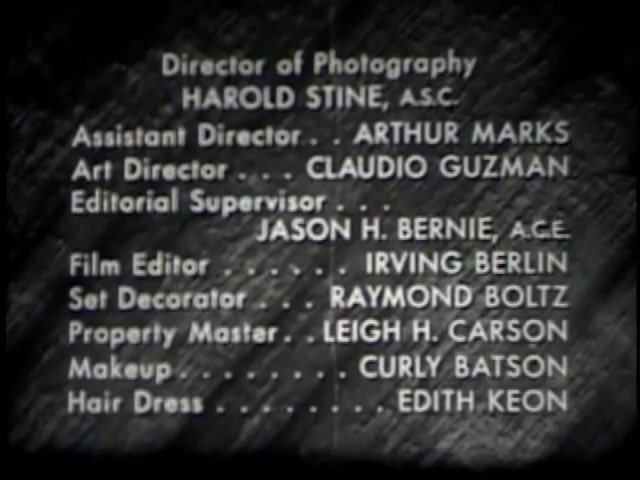 Director of Photography
HAROLD STINE, A.S.C.
Assistant Director . . ARTHUR MARKS
Art Director . . . CLAUDIO GUZMAN
Editorial Supervisor . . .
JASON H. BERNIE, A.C.E.
Film Editor . . . . . . IRVING BERLIN
Set Decorator . . . RAYMOND BOLTZ
Property Master . . LEIGH H. CARSON
Makeup . . . . . . . . CURLY BATSON
Hair Dress . . . . . . . . EDITH KEON